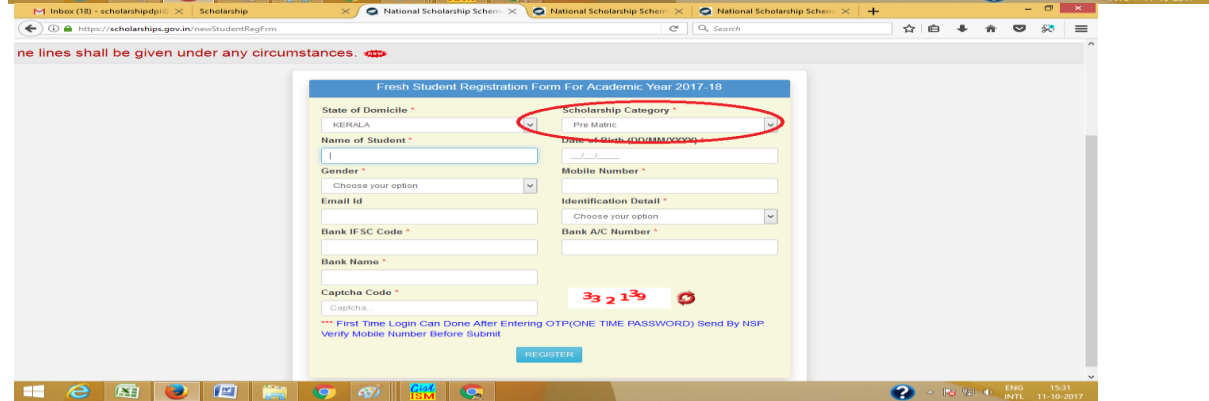 Inbox (18) - scholarshipdpi@ Scholarship National Scholarship Schem National Scholarship Schem National Scholarship Schem
https://scholarships.gov.in/newStudentRegFrm Search
ne lines shall be given under any circumstances. NEW
Fresh Student Registration Form For Academic Year 2017-18
State of Domicile * Scholarship Category *
KERALA Pre Matric
Name of Student * Date of Birth (DD/MM/YYYY) *
__/__/____
Gender * Mobile Number *
Choose your option
Email Id Identification Detail *
Choose your option
Bank IFSC Code * Bank A/C Number *
Bank Name *
Captcha Code *
Captcha... 332139
*** First Time Login Can Done After Entering OTP(ONE TIME PASSWORD) Send By NSP.
Verify Mobile Number Before Submit
REGISTER
Gist ISM ENG 15:31
INTL 11-10-2017